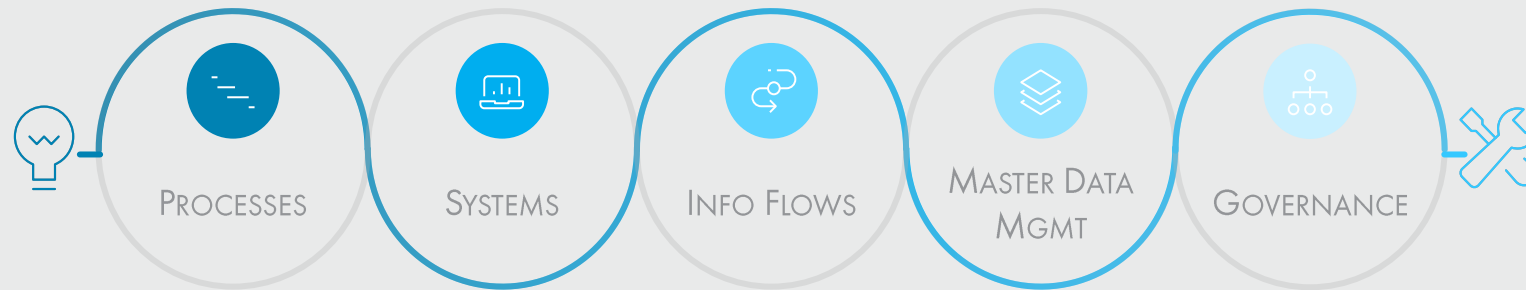 PROCESSES
SYSTEMS
INFO FLOWS
MASTER DATA
MGMT
GOVERNANCE